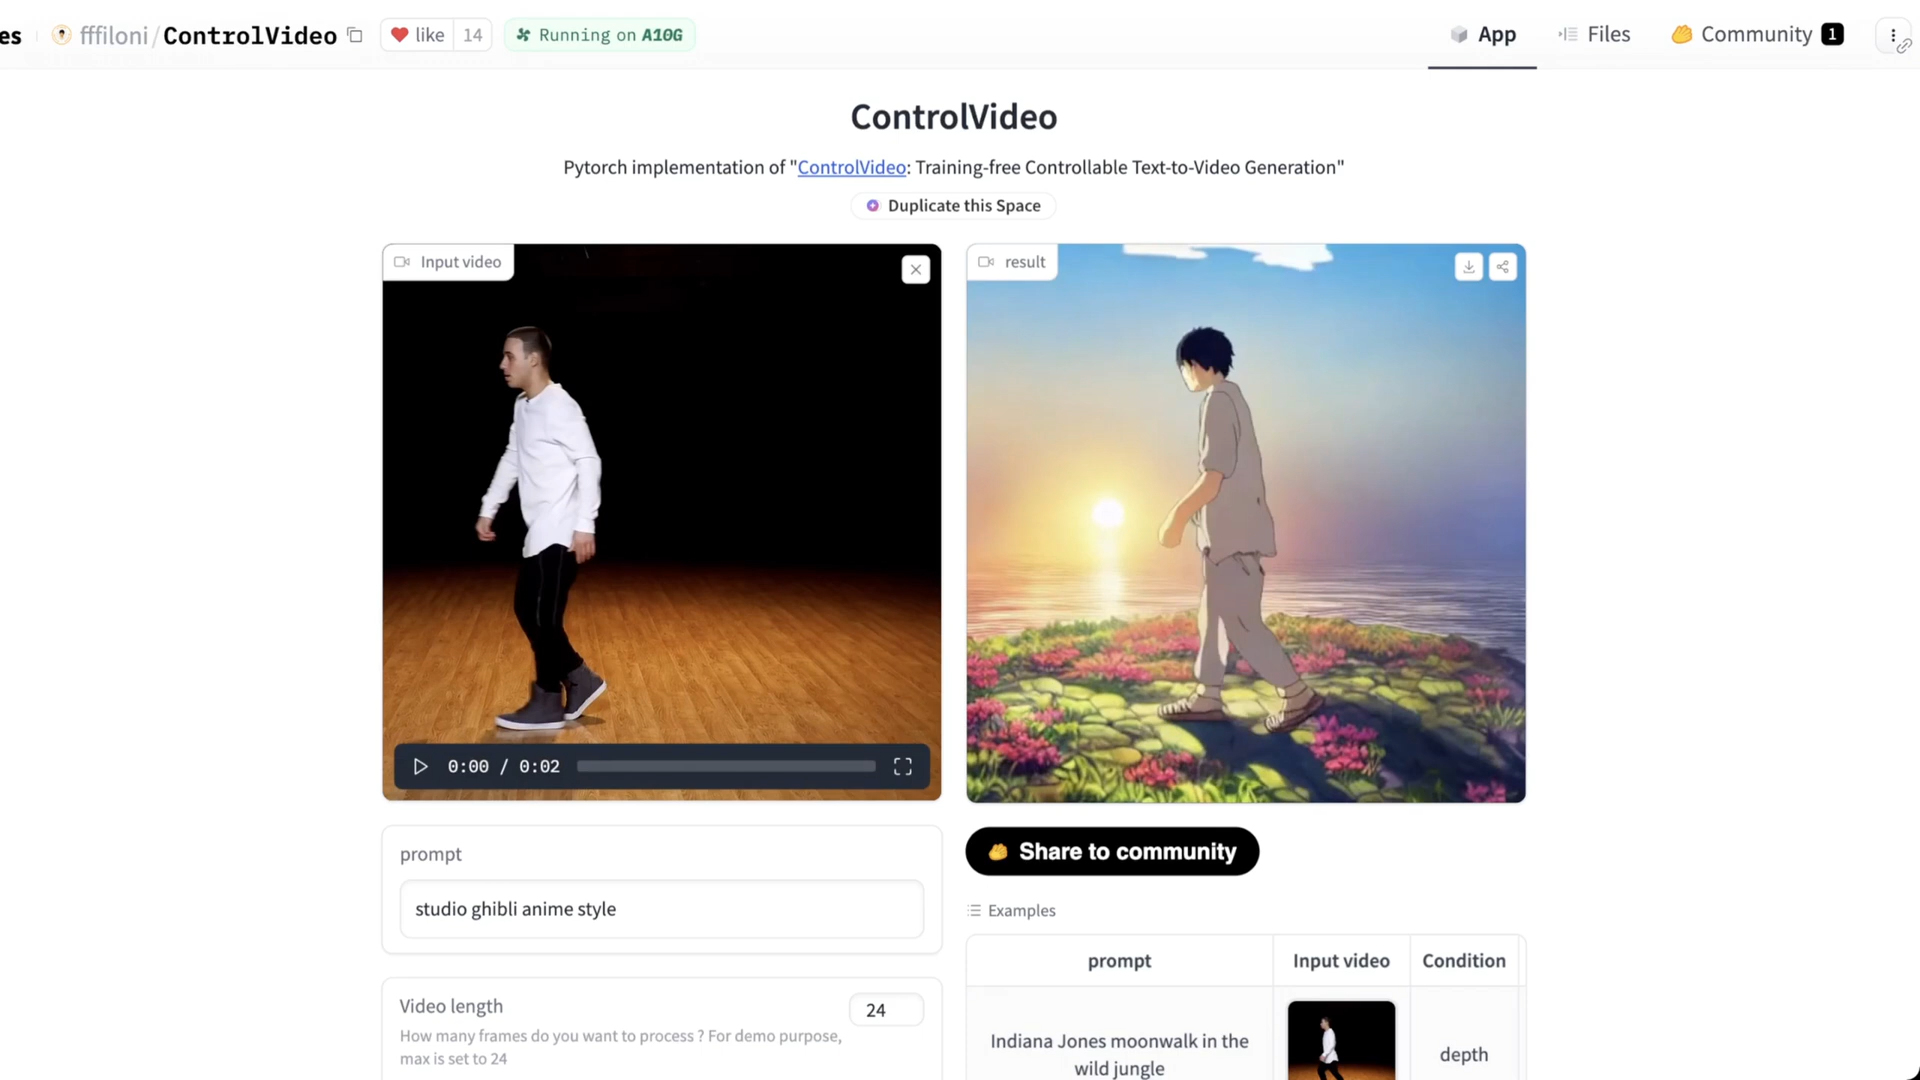 es fffiloni/ControlVideo like 14 Running on A10G App Files Community 1
ControlVideo
Pytorch implementation of "ControlVideo: Training-free Controllable Text-to-Video Generation"
Duplicate this Space
Input video
result
0:00 / 0:02
prompt
studio ghibli anime style
Video length
24
How many frames do you want to process ? For demo purpose,
max is set to 24
Share to community
Examples
prompt Input video Condition
Indiana Jones moonwalk in the
wild jungle
depth